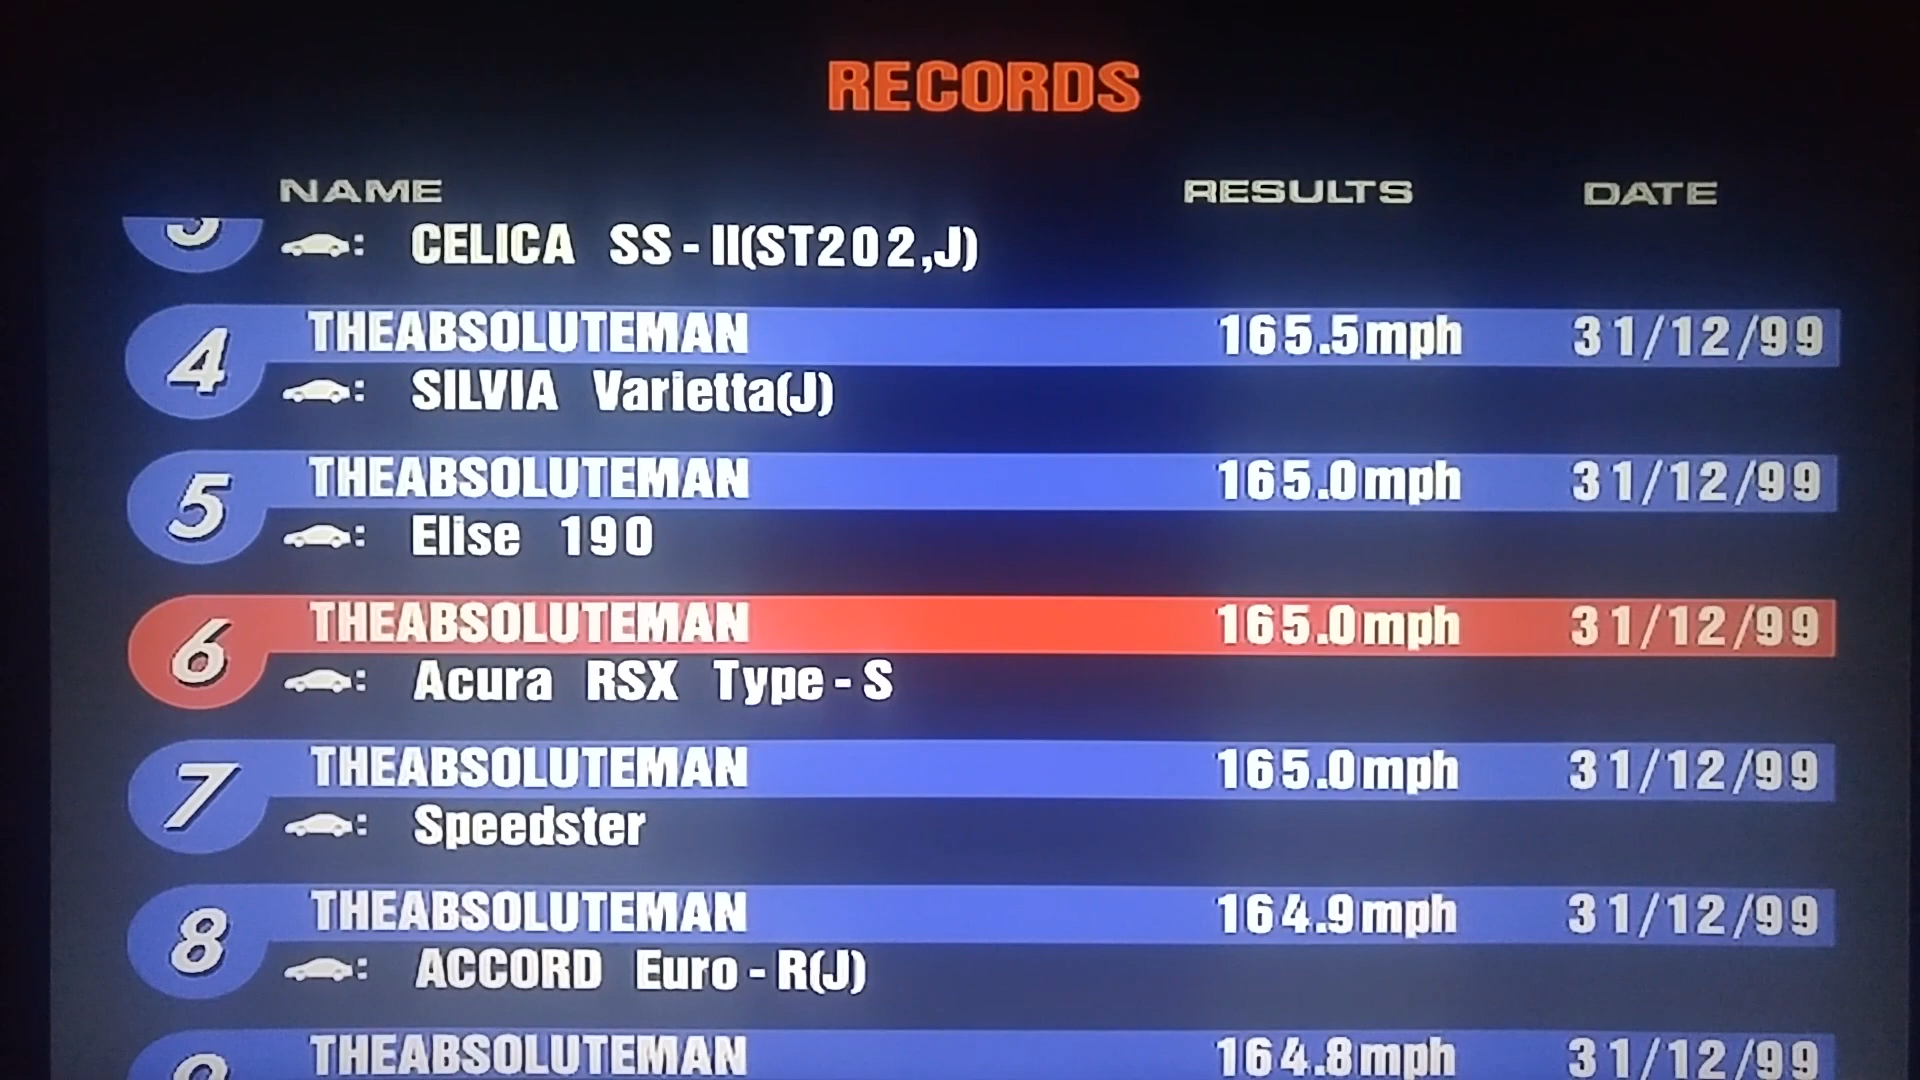 RECORDS
NAME RESULTS DATE
3 : CELICA SS-II(ST202,J)
4 THEABSOLUTEMAN 165.5mph 31/12/99
: SILVIA Varietta(J)
5 THEABSOLUTEMAN 165.0mph 31/12/99
: Elise 190
6 THEABSOLUTEMAN 165.0mph 31/12/99
: Acura RSX Type-S
7 THEABSOLUTEMAN 165.0mph 31/12/99
: Speedster
8 THEABSOLUTEMAN 164.9mph 31/12/99
: ACCORD Euro-R(J)
9 THEABSOLUTEMAN 164.8mph 31/12/99